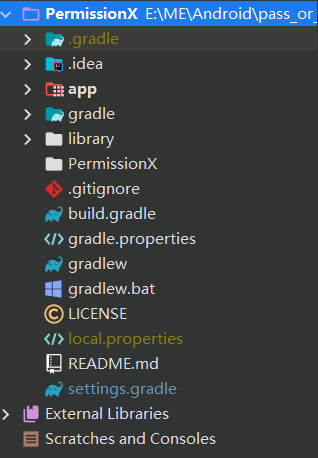 PermissionX E:\ME\Android\pass_or_
.gradle
.idea
app
gradle
library
PermissionX
.gitignore
build.gradle
gradle.properties
gradlew
gradlew.bat
LICENSE
local.properties
README.md
settings.gradle
External Libraries
Scratches and Consoles